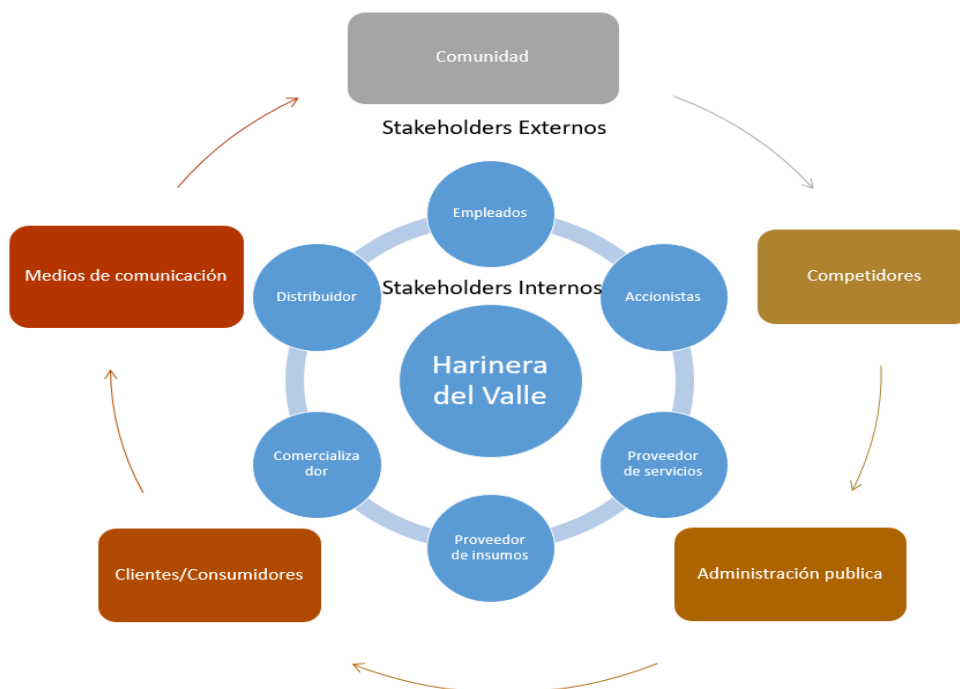 Comunidad
Stakeholders Externos
Empleados
Medios de comunicación
Distribuidor
Stakeholders Internos
Accionistas
Competidores
Harinera
del Valle
Comercializa
dor
Proveedor
de servicios
Proveedor
de insumos
Clientes/Consumidores
Administración publica